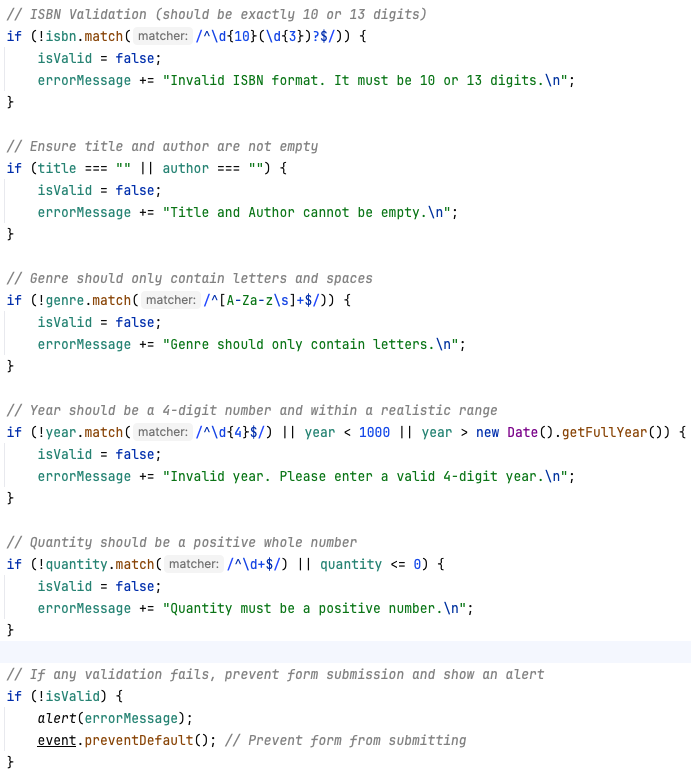 // ISBN Validation (should be exactly 10 or 13 digits)
if (!isbn.match( matcher: /^\d{10}(\d{3})?$/)) {
    isValid = false;
    errorMessage += "Invalid ISBN format. It must be 10 or 13 digits.\n";
}

// Ensure title and author are not empty
if (title === "" || author === "") {
    isValid = false;
    errorMessage += "Title and Author cannot be empty.\n";
}

// Genre should only contain letters and spaces
if (!genre.match( matcher: /^[A-Za-z\s]+$/)) {
    isValid = false;
    errorMessage += "Genre should only contain letters.\n";
}

// Year should be a 4-digit number and within a realistic range
if (!year.match( matcher: /^\d{4}$/) || year < 1000 || year > new Date().getFullYear()) {
    isValid = false;
    errorMessage += "Invalid year. Please enter a valid 4-digit year.\n";
}

// Quantity should be a positive whole number
if (!quantity.match( matcher: /^\d+$/) || quantity <= 0) {
    isValid = false;
    errorMessage += "Quantity must be a positive number.\n";
}

// If any validation fails, prevent form submission and show an alert
if (!isValid) {
    alert(errorMessage);
    event.preventDefault(); // Prevent form from submitting
}